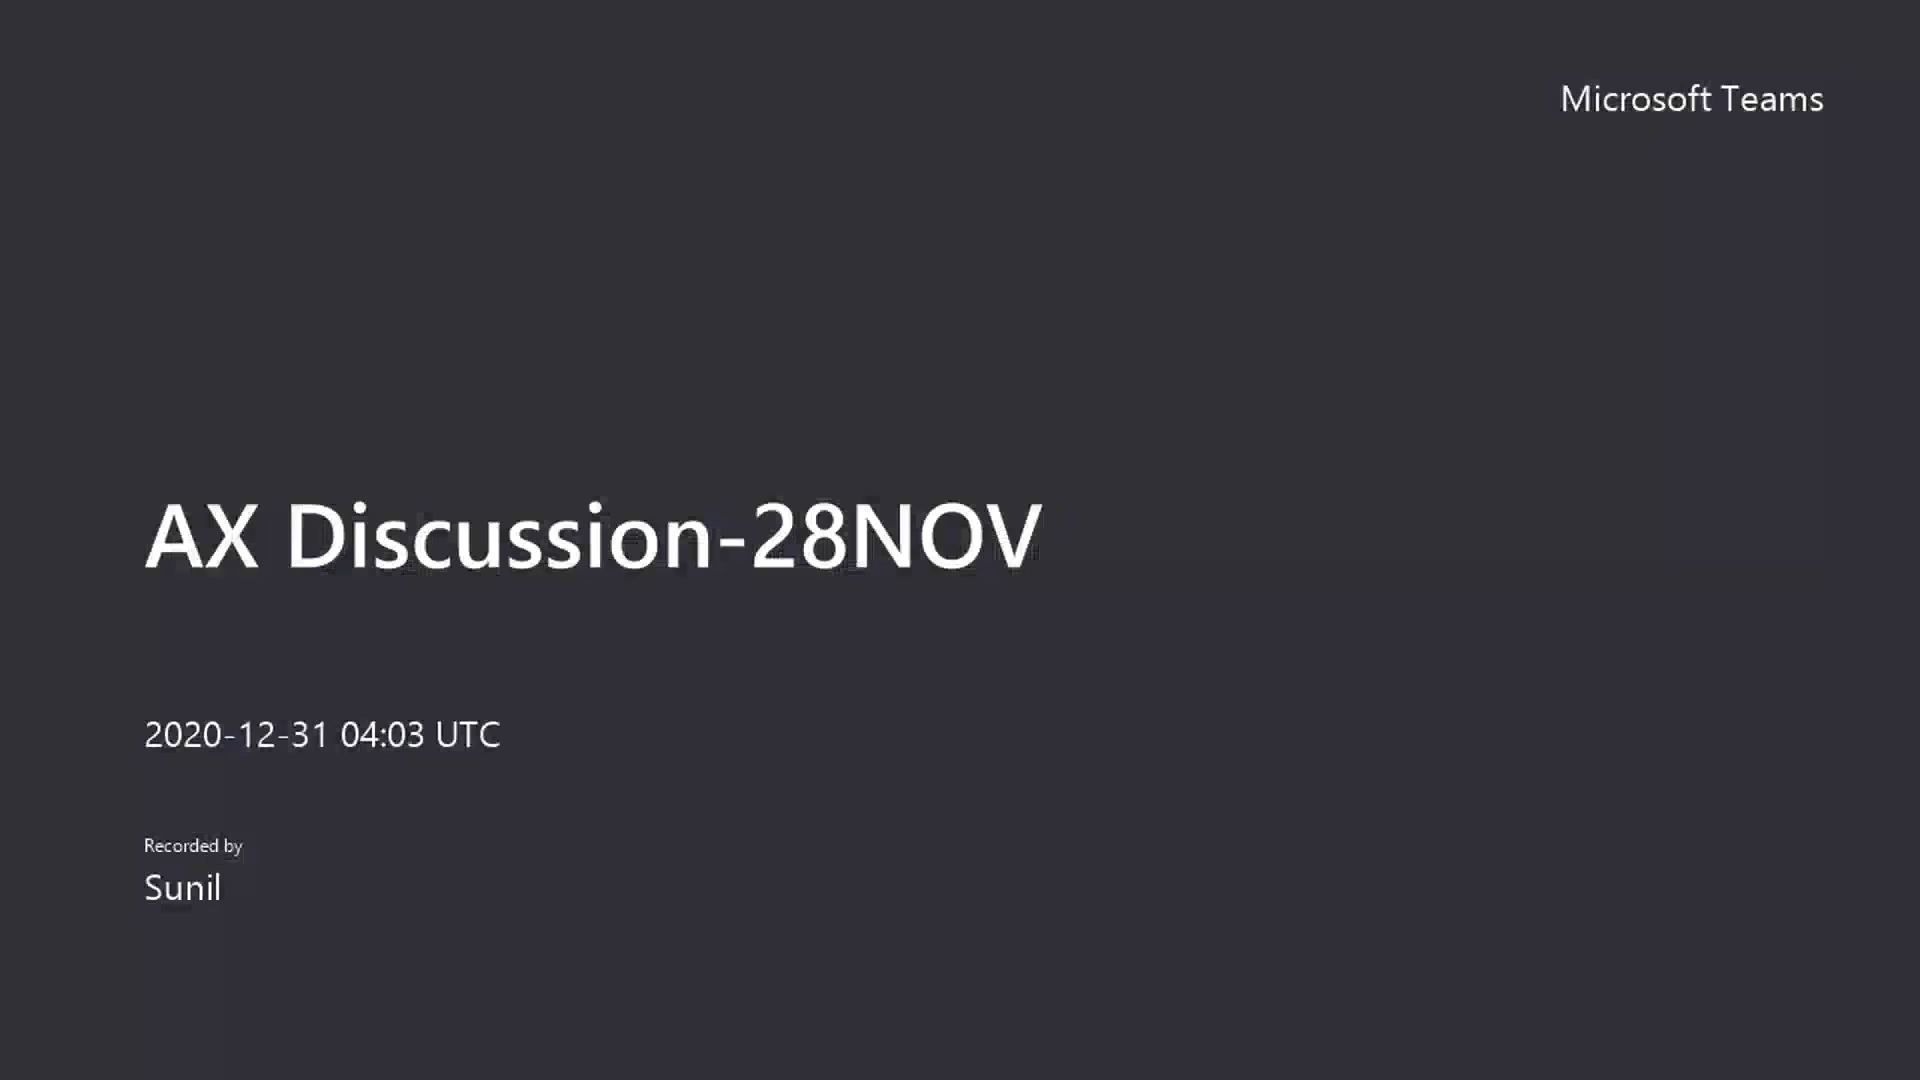 Microsoft Teams
AX Discussion-28NOV
2020-12-31 04:03 UTC
Recorded by
Sunil